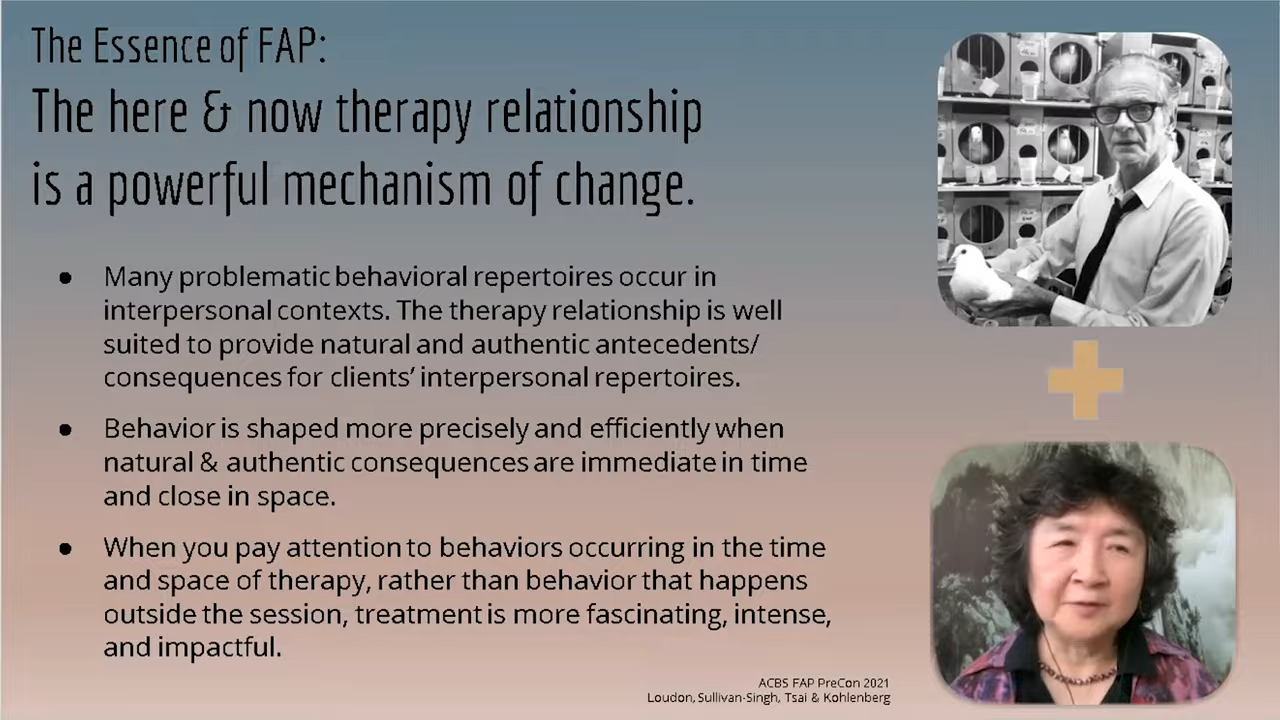 The Essence of FAP:
The here & now therapy relationship
is a powerful mechanism of change.
● Many problematic behavioral repertoires occur in
interpersonal contexts. The therapy relationship is well
suited to provide natural and authentic antecedents/
consequences for clients’ interpersonal repertoires.
● Behavior is shaped more precisely and efficiently when
natural & authentic consequences are immediate in time
and close in space.
● When you pay attention to behaviors occurring in the time
and space of therapy, rather than behavior that happens
outside the session, treatment is more fascinating, intense,
and impactful.
ACBS FAP PreCon 2021
Loudon, Sullivan-Singh, Tsai & Kohlenberg